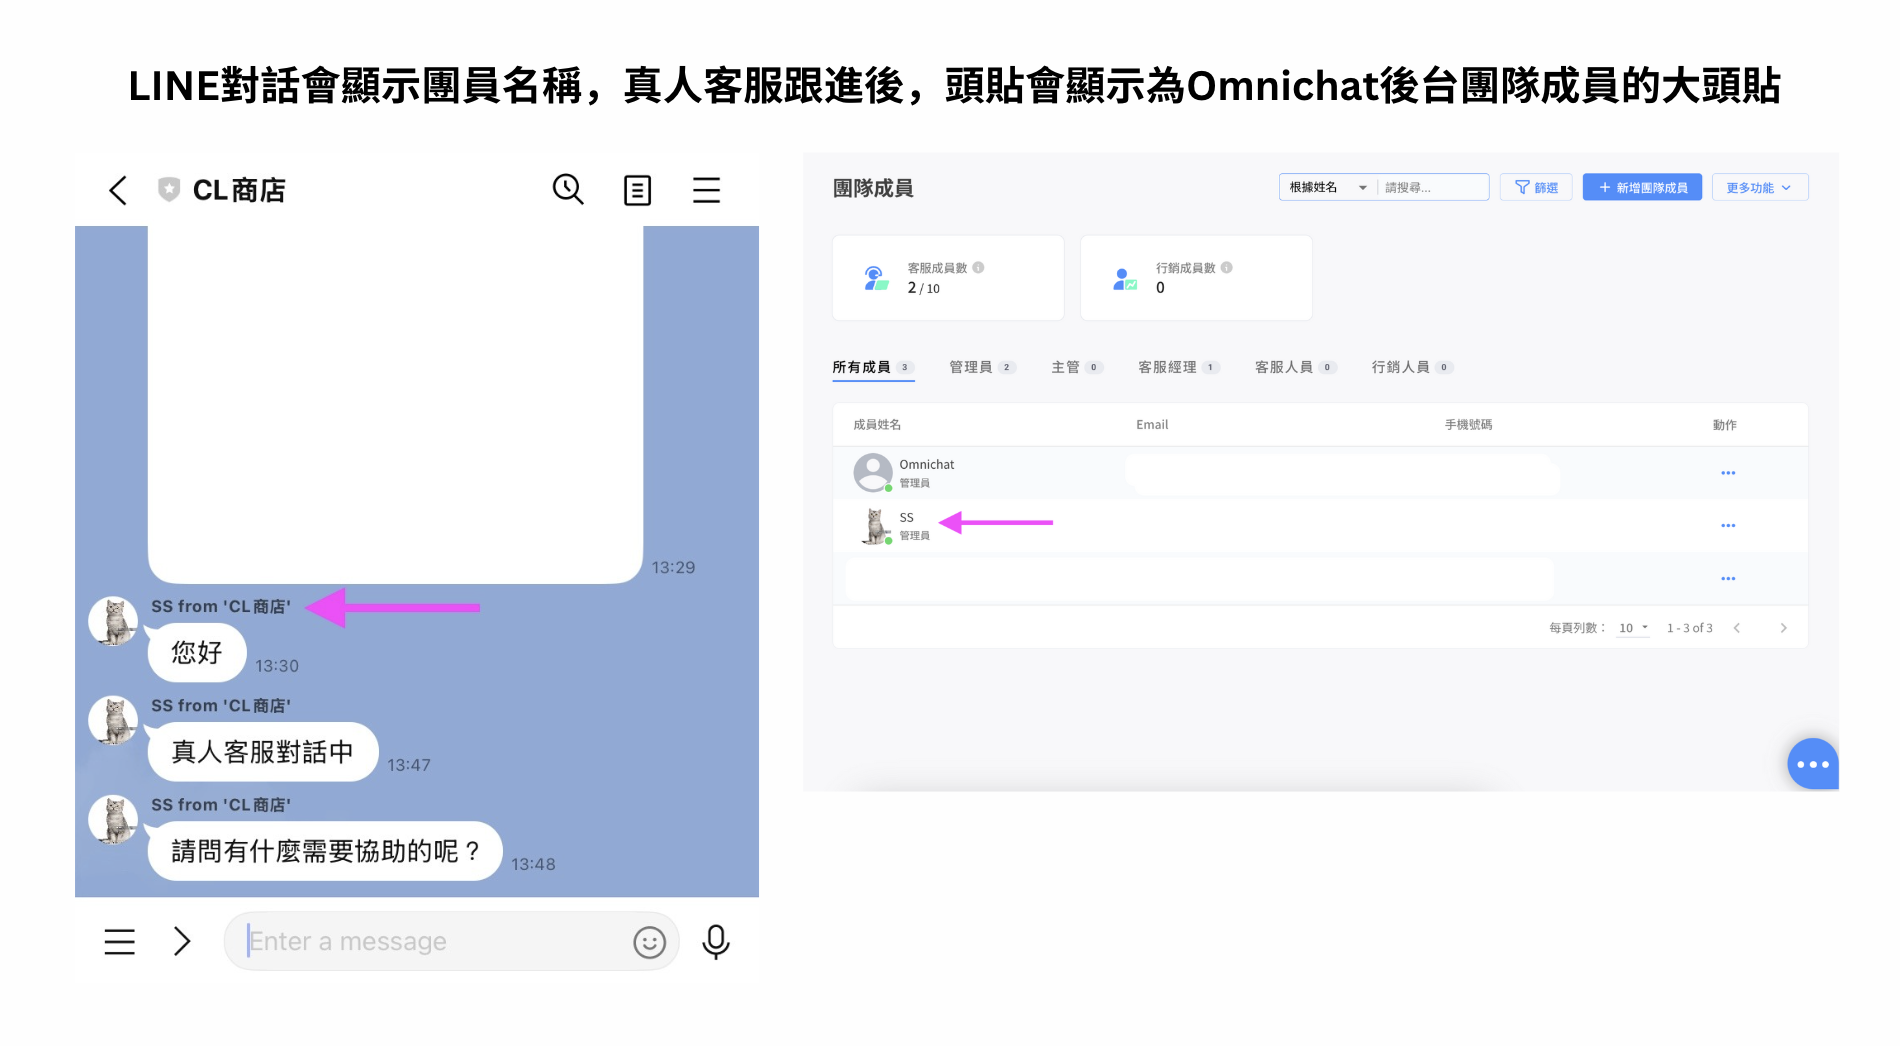 LINE對話會顯示團員名稱，真人客服跟進後，頭貼會顯示為Omnichat後台團隊成員的大頭貼
CL商店
13:29
SS from 'CL商店'
您好
13:30
SS from 'CL商店'
真人客服對話中
13:47
SS from 'CL商店'
請問有什麼需要協助的呢？
13:48
Enter a message
團隊成員
根據姓名
請搜尋...
篩選
+ 新增團隊成員
更多功能
客服成員數
2 / 10
行銷成員數
0
所有成員 3
管理員 2
主管 0
客服經理 1
客服人員 0
行銷人員 0
成員姓名
Email
手機號碼
動作
Omnichat
管理員
SS
管理員
每頁列數：
10
1 - 3 of 3